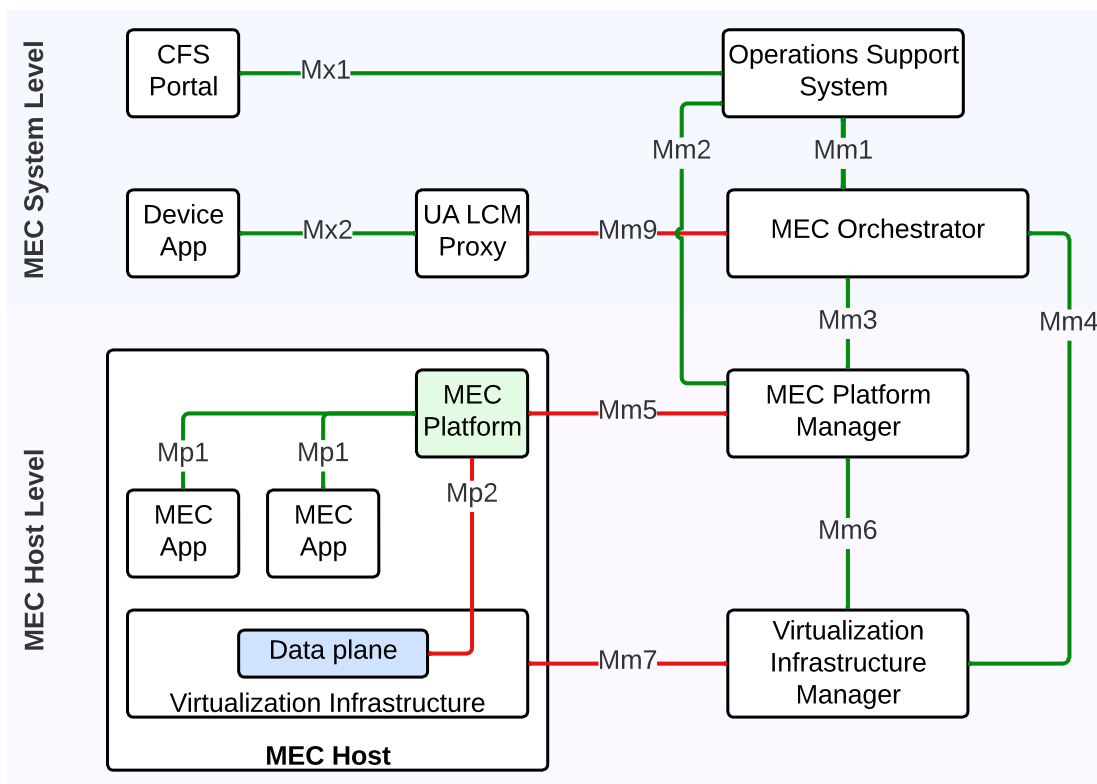 MEC System Level
CFS
Portal
Mx1
Operations Support
System
Mm2
Mm1
Device
App
Mx2
UA LCM
Proxy
Mm9
MEC Orchestrator
Mm3
Mm4
MEC Host Level
MEC
Platform
Mm5
MEC Platform
Manager
Mp1
Mp1
Mp2
MEC
App
MEC
App
Mm6
Data plane
Virtualization Infrastructure
Mm7
Virtualization
Infrastructure
Manager
MEC Host